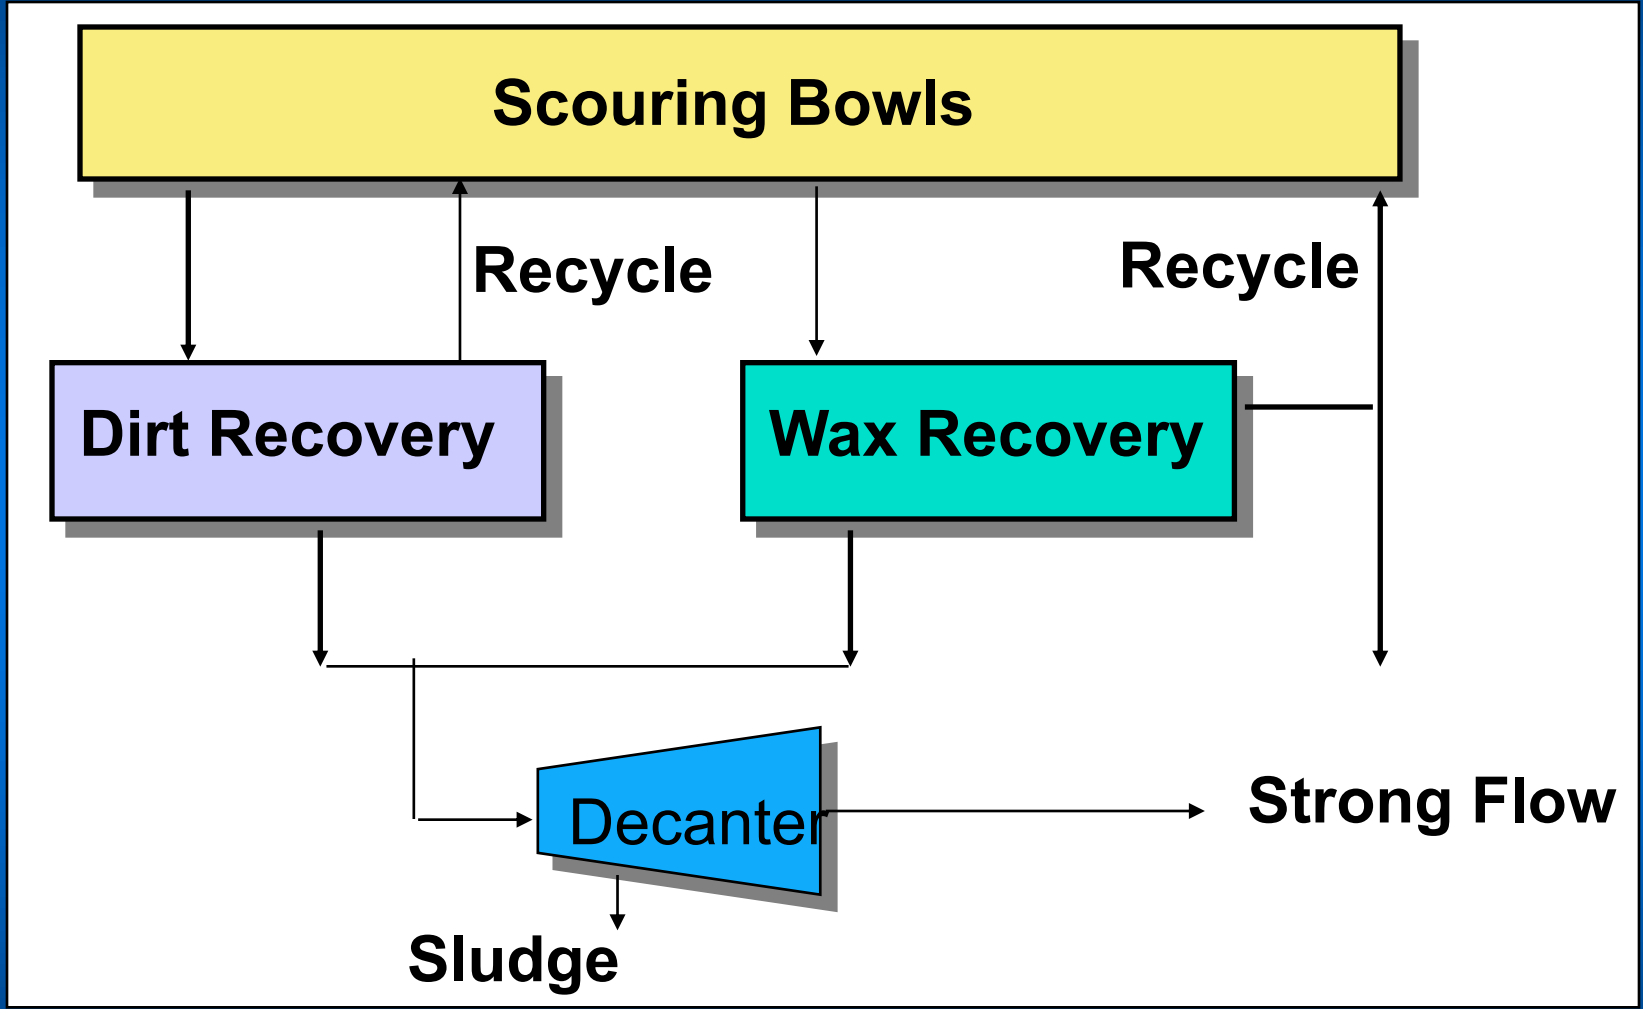 Scouring Bowls
Recycle
Recycle
Dirt Recovery
Wax Recovery
Decanter
Strong Flow
Sludge